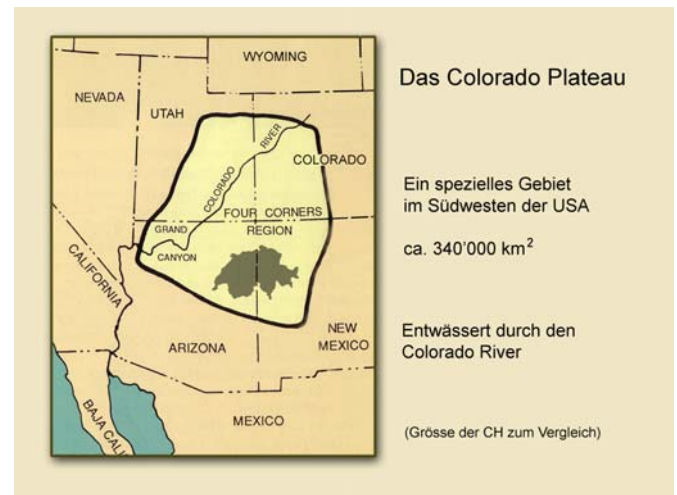 Das Colorado Plateau
WYOMING
NEVADA
UTAH
COLORADO RIVER
COLORADO
FOUR CORNERS
REGION
GRAND
CANYON
CALIFORNIA
ARIZONA
NEW
MEXICO
MEXICO
BAJA CALI
Ein spezielles Gebiet
im Südwesten der USA
ca. 340'000 km²
Entwässert durch den
Colorado River
(Grösse der CH zum Vergleich)